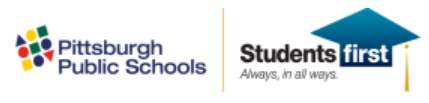 Pittsburgh
Public Schools
Students first
Always, in all ways.